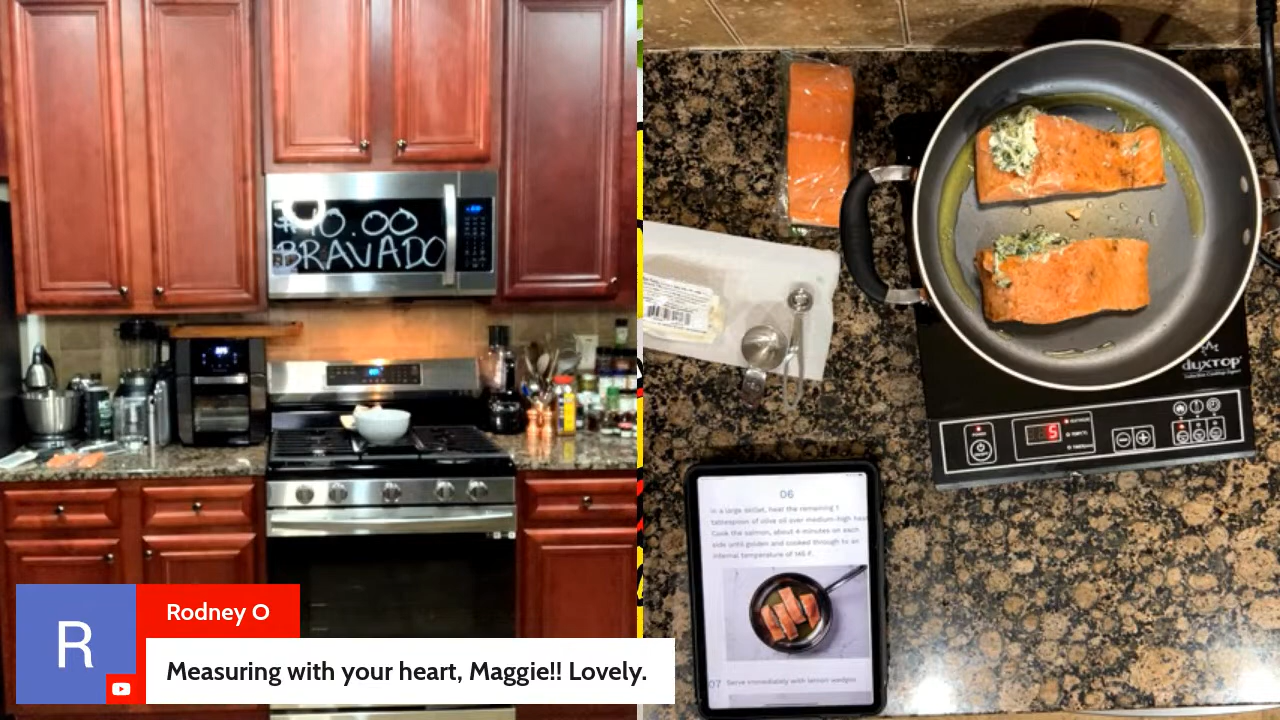 $40.00
BRAVADO
Rodney O
R
Measuring with your heart, Maggie!! Lovely.
duxtop
5
06
In a large skillet, heat the remaining 1
tablespoon of olive oil over medium-high heat
Cook the salmon, about 4 minutes on each
side until golden and cooked through to an
internal temperature of 145 F.
07 Serve immediately with lemon wedges